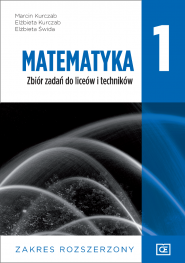 Marcin Kurczab
Elżbieta Kurczab
Elżbieta Świda
MATEMATYKA 1
Zbiór zadań do liceów i techników
ZAKRES ROZSZERZONY